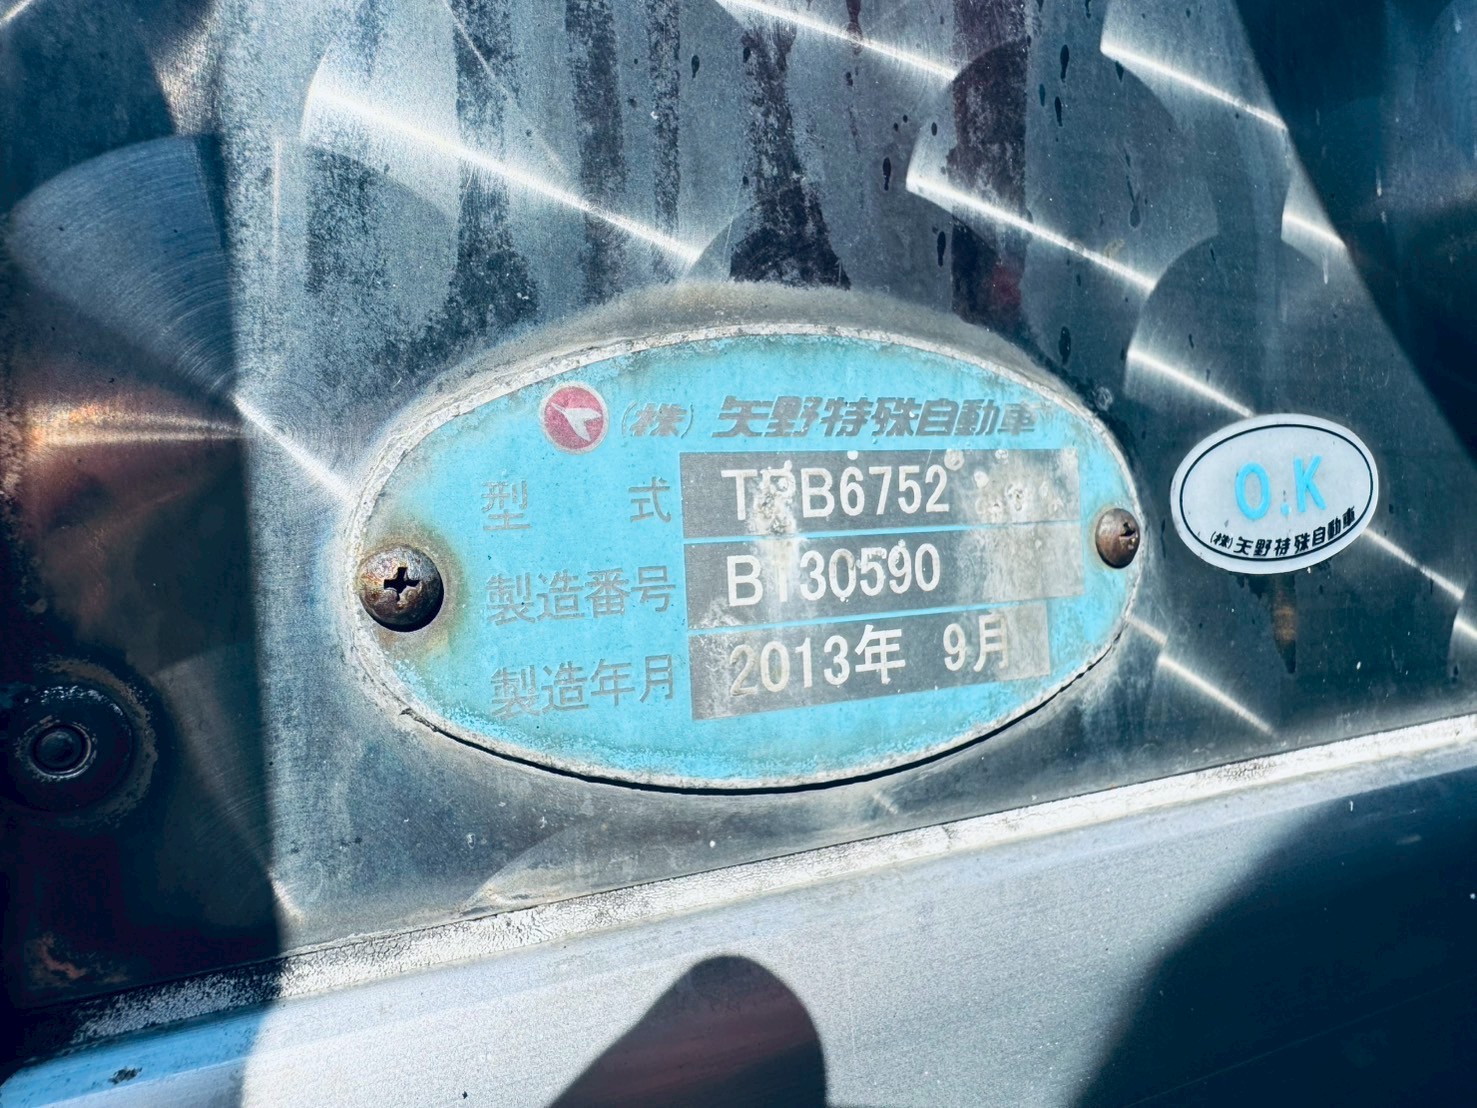 (株) 矢野特殊自動車
型 式 TPB6752
製造番号 B130590
製造年月 2013年 9月
O.K
(株)矢野特殊自動車